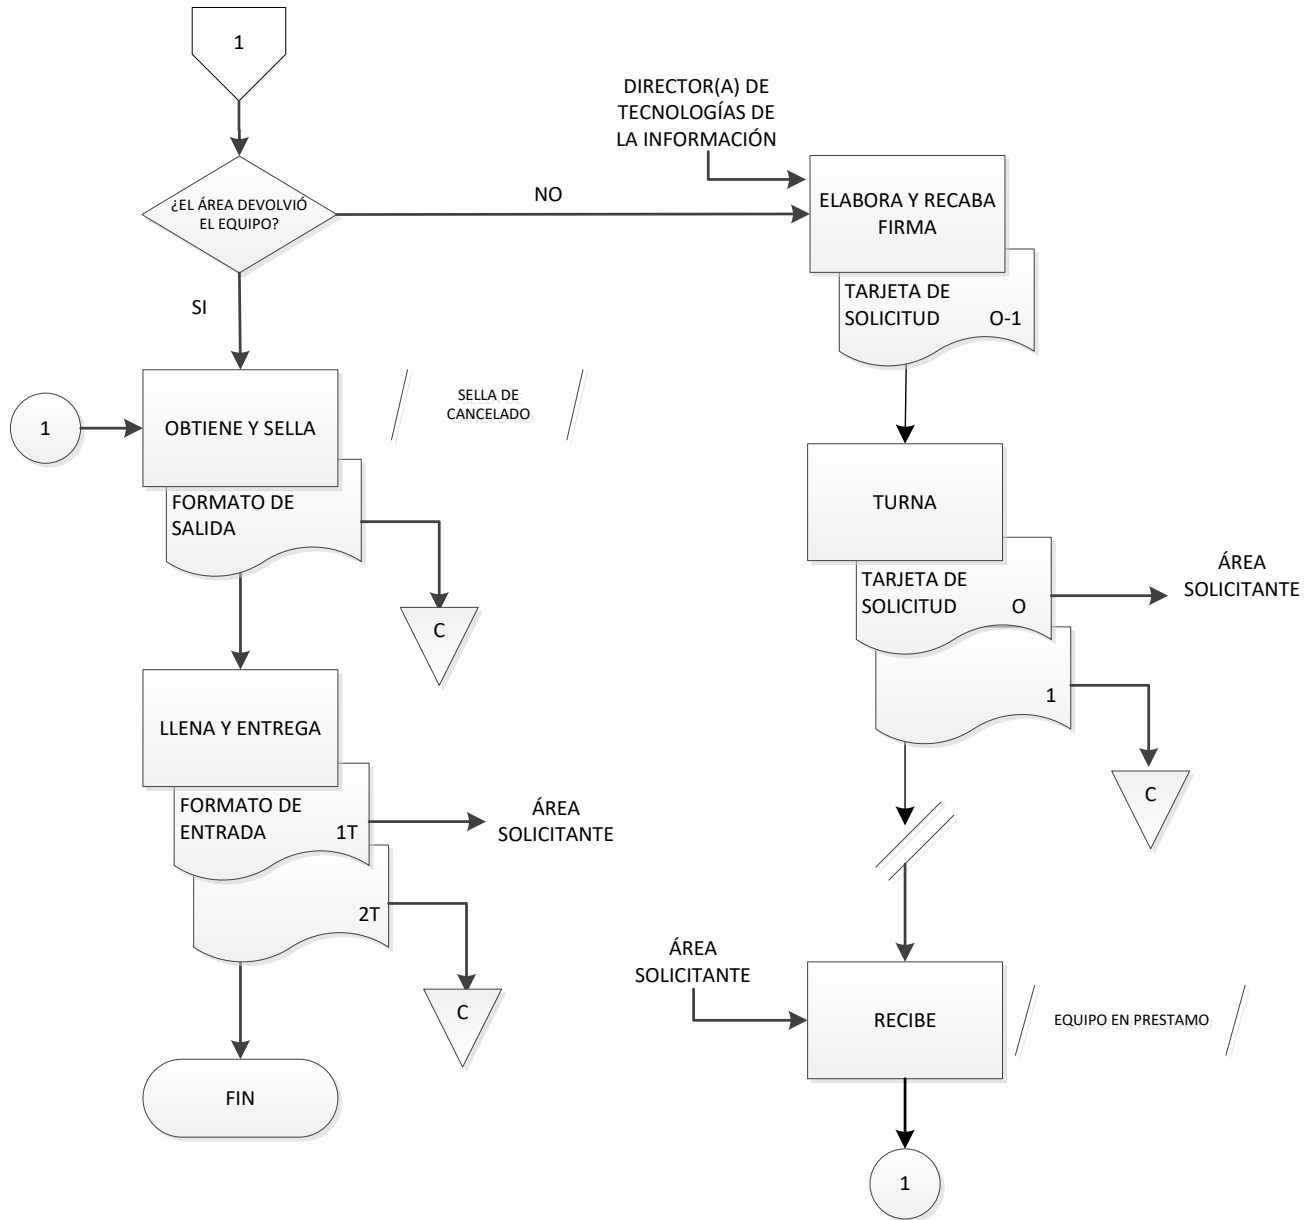 1
¿EL ÁREA DEVOLVIÓ
EL EQUIPO?
NO
SI
DIRECTOR(A) DE
TECNOLOGÍAS DE
LA INFORMACIÓN
ELABORA Y RECABA
FIRMA
TARJETA DE
SOLICITUD O-1
1
OBTIENE Y SELLA
SELLA DE
CANCELADO
FORMATO DE
SALIDA
C
TURNA
TARJETA DE
SOLICITUD O
ÁREA
SOLICITANTE
1
C
LLENA Y ENTREGA
FORMATO DE
ENTRADA 1T
ÁREA
SOLICITANTE
2T
C
FIN
ÁREA
SOLICITANTE
RECIBE
EQUIPO EN PRESTAMO
1